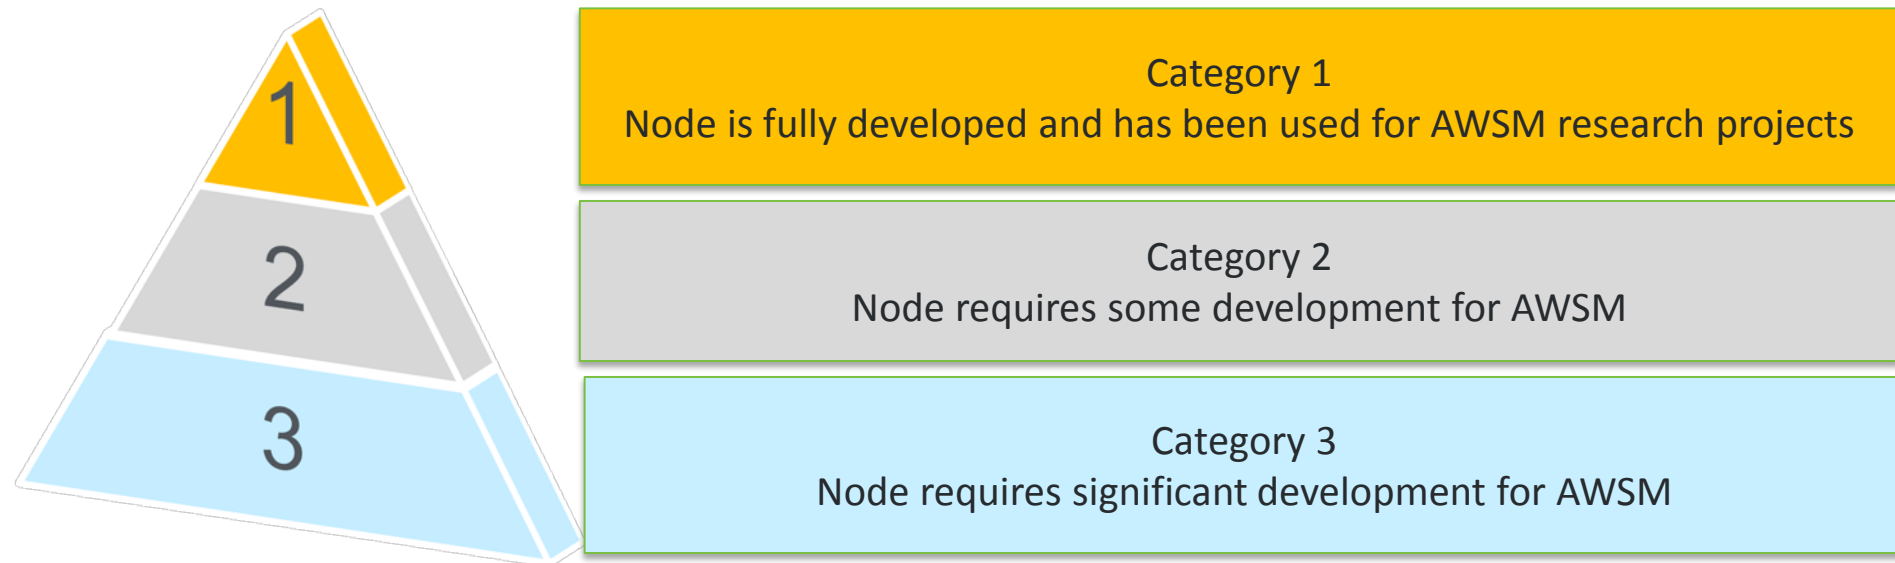 1
Category 1
Node is fully developed and has been used for AWSM research projects
2
Category 2
Node requires some development for AWSM
3
Category 3
Node requires significant development for AWSM